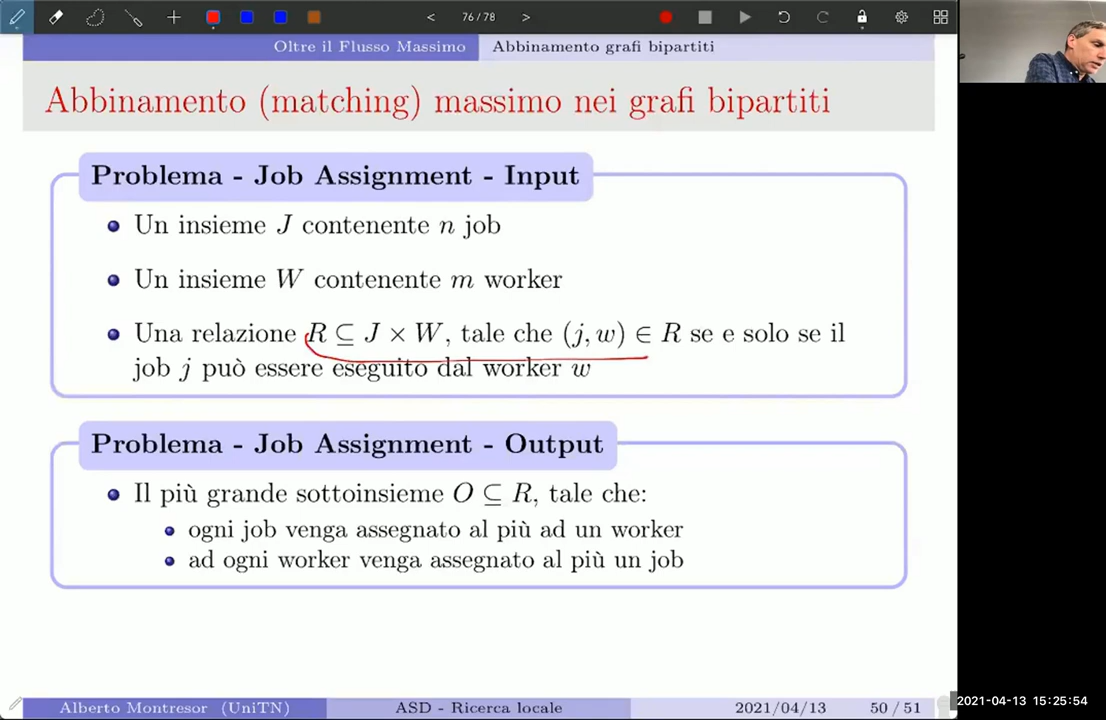 76 / 78
Oltre il Flusso Massimo Abbinamento grafi bipartiti
Abbinamento (matching) massimo nei grafi bipartiti
Problema - Job Assignment - Input
Un insieme J contenente n job
Un insieme W contenente m worker
Una relazione R ⊆ J × W, tale che (j, w) ∈ R se e solo se il
job j può essere eseguito dal worker w
Problema - Job Assignment - Output
Il più grande sottoinsieme O ⊆ R, tale che:
ogni job venga assegnato al più ad un worker
ad ogni worker venga assegnato al più un job
Alberto Montresor (UniTN) ASD - Ricerca locale 2021/04/13 50 / 51
2021-04-13 15:25:54